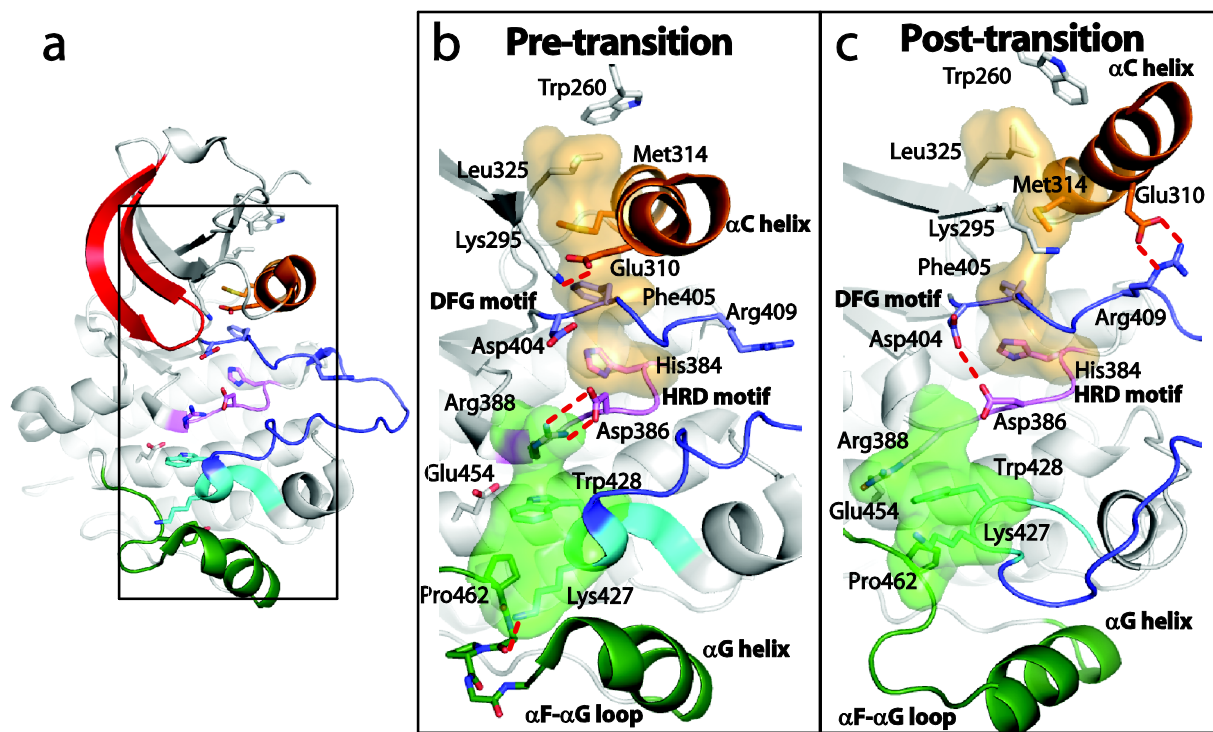 a
b
Pre-transition
Trp260
Leu325
Met314
Lys295
αC helix
Glu310
DFG motif
Phe405
Arg409
Asp404
His384
Arg388
HRD motif
Asp386
Glu454
Trp428
Pro462
Lys427
αG helix
αF-αG loop
c
Post-transition
αC helix
Trp260
Leu325
Met314
Glu310
Lys295
Phe405
DFG motif
Arg409
Asp404
His384
HRD motif
Arg388
Asp386
Trp428
Glu454
Lys427
Pro462
αG helix
αF-αG loop